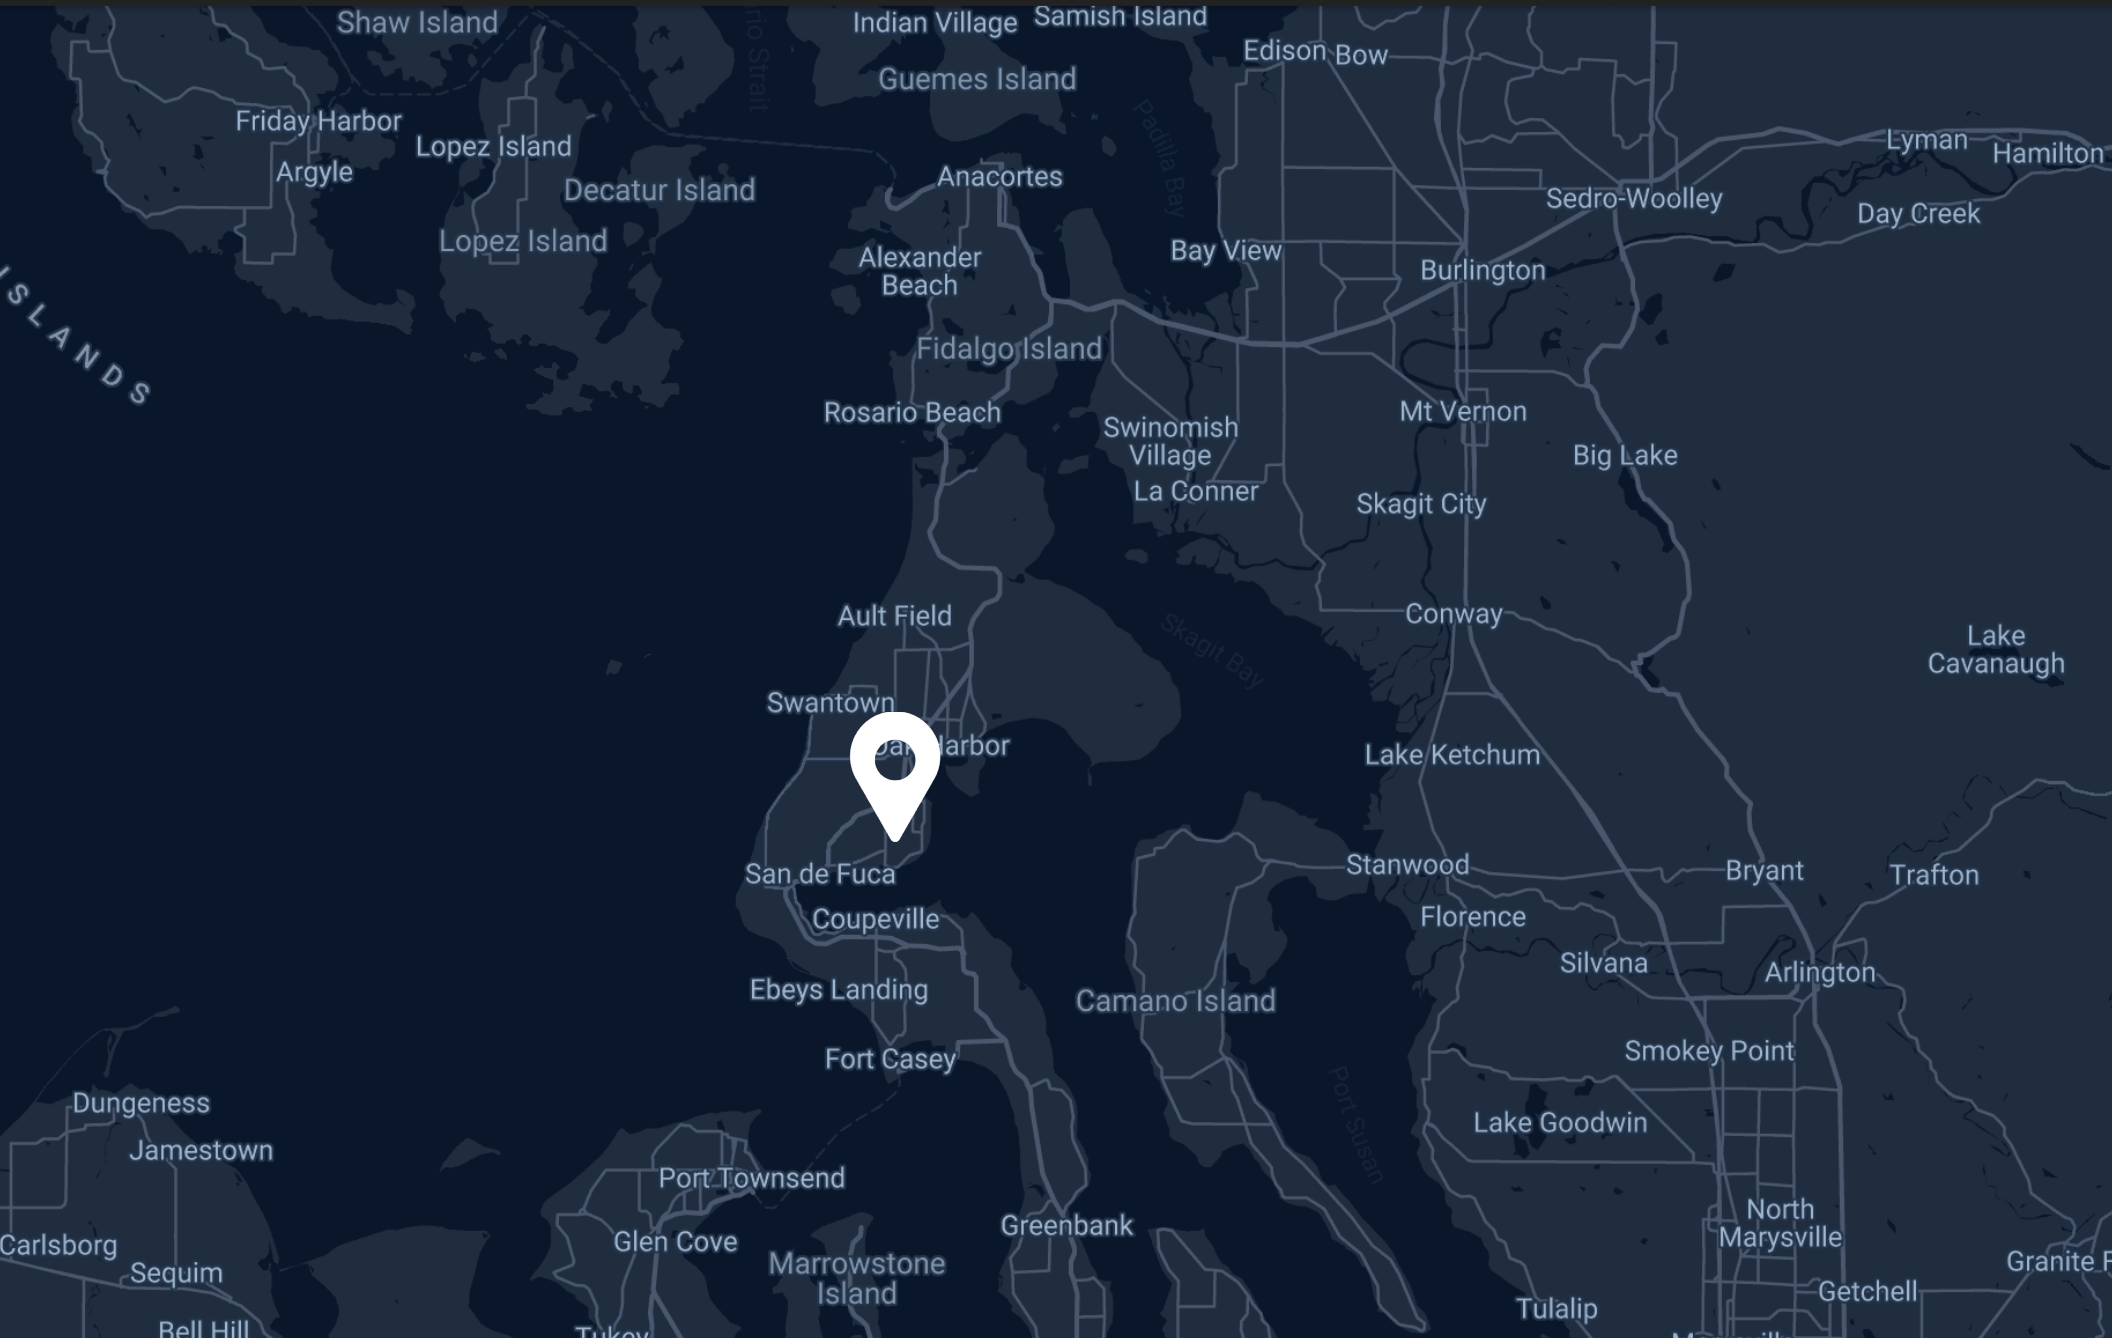 Shaw Island
Indian Village
Samish Island
Edison
Bow
Guemes Island
Friday Harbor
Lopez Island
Argyle
Decatur Island
Anacortes
Padilla Bay
Lyman
Hamilton
Sedro-Woolley
Day Creek
Lopez Island
Alexander
Beach
Bay View
Burlington
ISLANDS
Fidalgo Island
Rosario Beach
Swinomish
Village
Mt Vernon
Big Lake
La Conner
Skagit City
Ault Field
Skagit Bay
Conway
Lake
Cavanaugh
Swantown
Oak Harbor
Lake Ketchum
San de Fuca
Stanwood
Bryant
Trafton
Coupeville
Florence
Silvana
Arlington
Ebeys Landing
Camano Island
Fort Casey
Smokey Point
Port Susan
Dungeness
Jamestown
Lake Goodwin
Port Townsend
Greenbank
North
Marysville
Carlsborg
Glen Cove
Sequim
Marrowstone
Island
Getchell
Granite F
Tulalip
Bell Hill